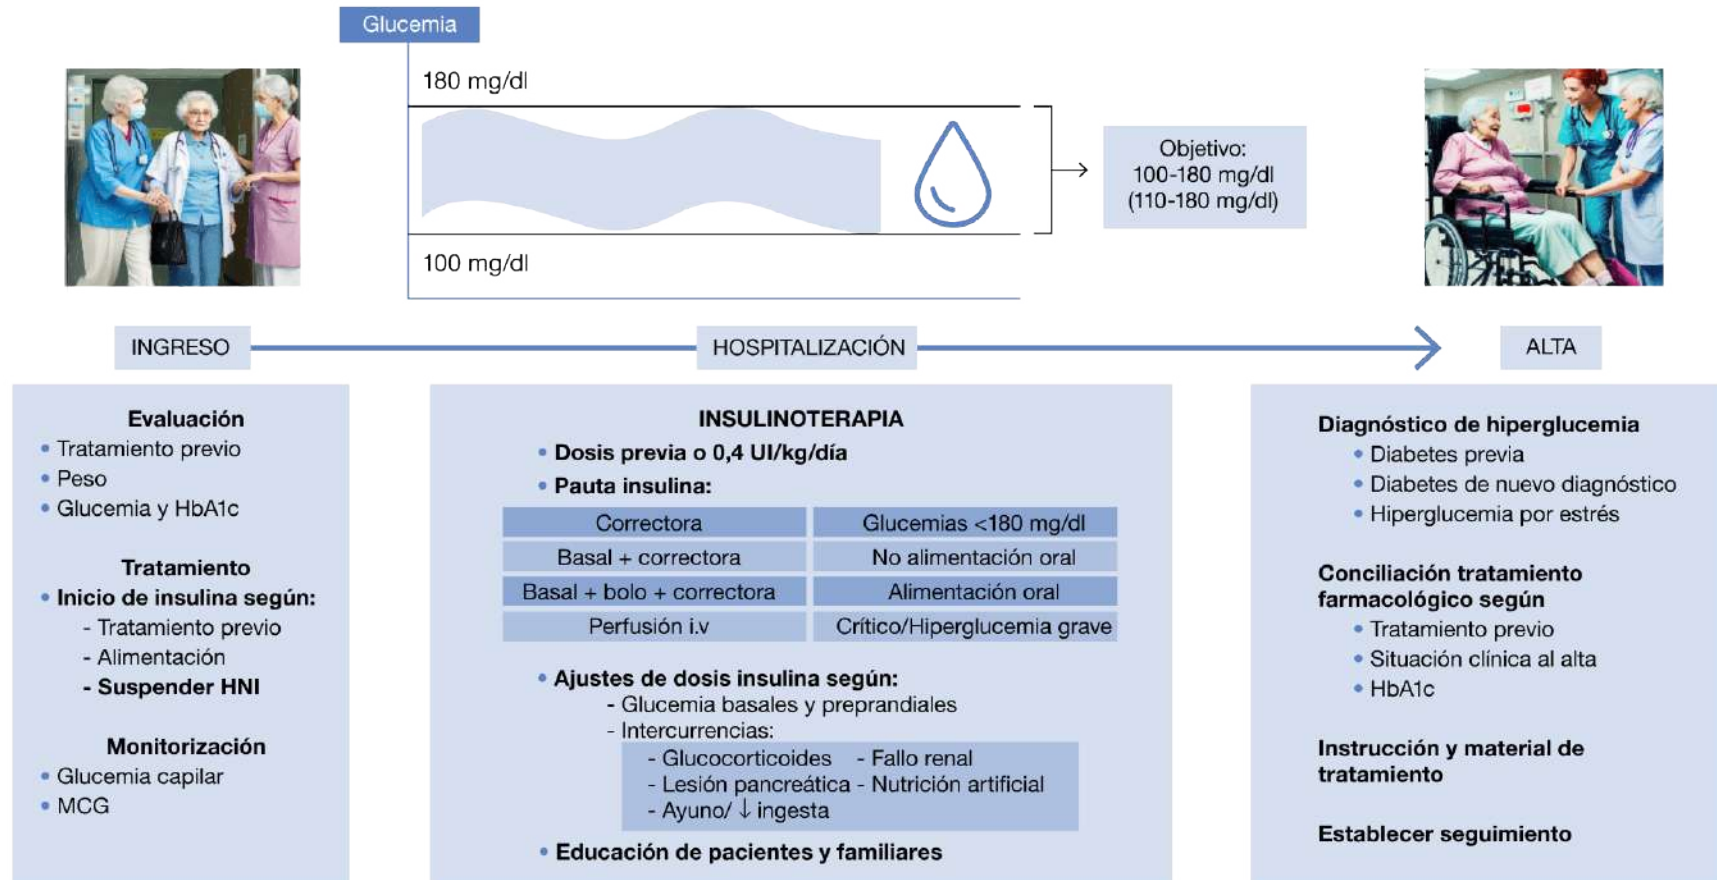 Glucemia
180 mg/dl
100 mg/dl
Objetivo:
100-180 mg/dl
(110-180 mg/dl)
INGRESO
HOSPITALIZACIÓN
ALTA
Evaluación
• Tratamiento previo
• Peso
• Glucemia y HbA1c
Tratamiento
• Inicio de insulina según:
- Tratamiento previo
- Alimentación
- Suspender HNI
Monitorización
• Glucemia capilar
• MCG
INSULINOTERAPIA
• Dosis previa o 0,4 UI/kg/día
• Pauta insulina:
Correctora Glucemias <180 mg/dl
Basal + correctora No alimentación oral
Basal + bolo + correctora Alimentación oral
Perfusión i.v Crítico/Hiperglucemia grave
• Ajustes de dosis insulina según:
- Glucemia basales y preprandiales
- Intercurrencias:
- Glucocorticoides - Fallo renal
- Lesión pancreática - Nutrición artificial
- Ayuno/ ↓ ingesta
• Educación de pacientes y familiares
Diagnóstico de hiperglucemia
• Diabetes previa
• Diabetes de nuevo diagnóstico
• Hiperglucemia por estrés
Conciliación tratamiento
farmacológico según
• Tratamiento previo
• Situación clínica al alta
• HbA1c
Instrucción y material de
tratamiento
Establecer seguimiento